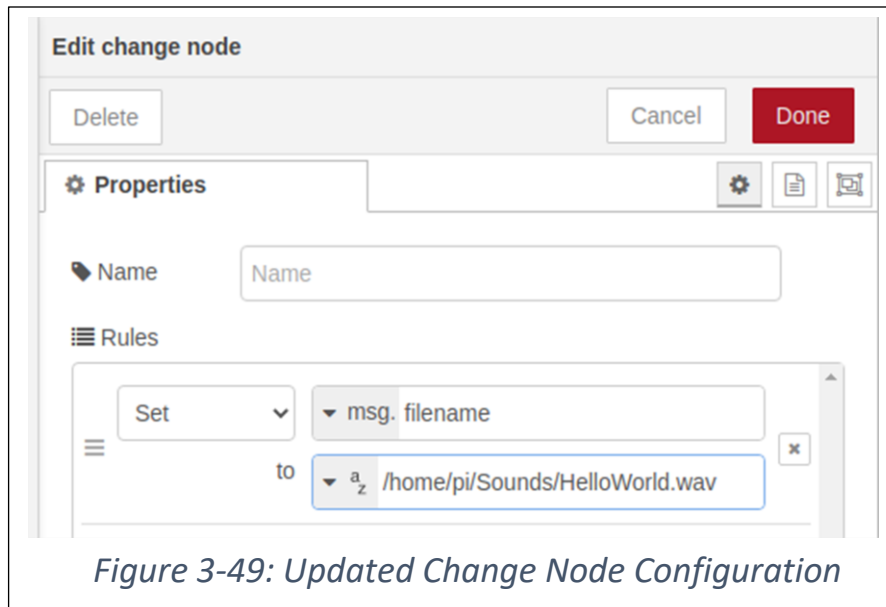 Edit change node
Delete Cancel Done
Properties
Name Name
Rules
Set msg. filename
to az /home/pi/Sounds/HelloWorld.wav
Figure 3-49: Updated Change Node Configuration